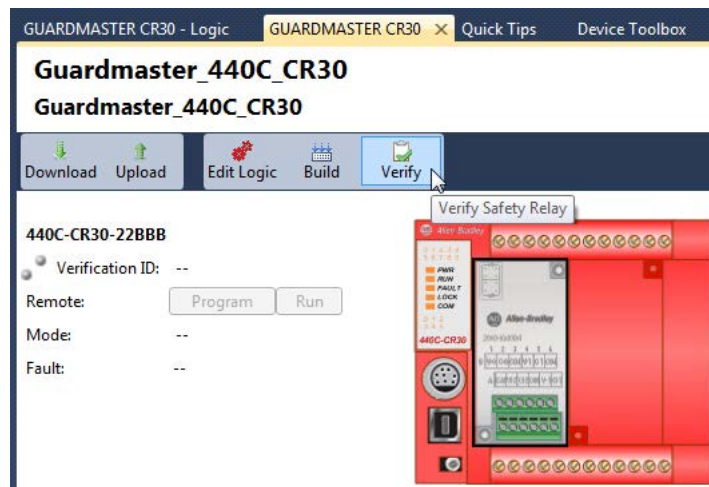 GUARDMASTER CR30 - Logic GUARDMASTER CR30 Quick Tips Device Toolbox
Guardmaster_440C_CR30
Guardmaster_440C_CR30
Download Upload Edit Logic Build Verify
Verify Safety Relay
440C-CR30-22BBB
Verification ID: --
Remote: Program Run
Mode: --
Fault: --
Allen-Bradley
PWR
RUN
FAULT
LOCK
COM
440C-CR30
Allen-Bradley